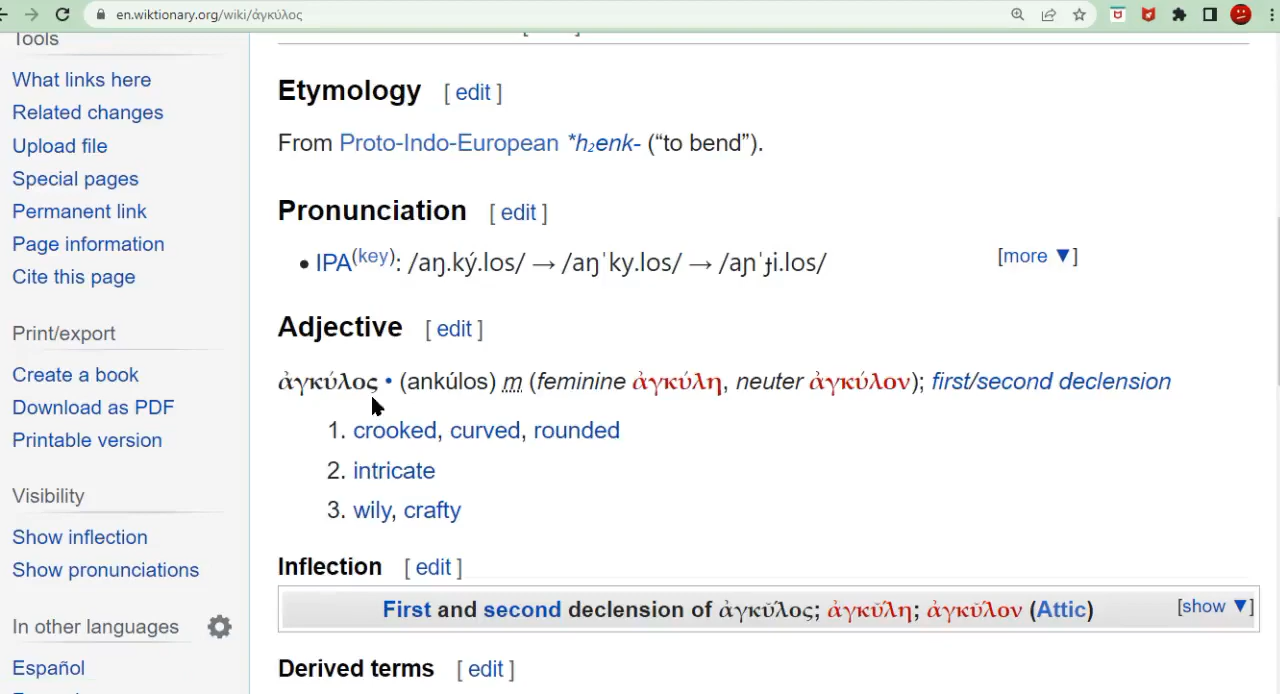 en.wiktionary.org/wiki/ἀγκύλος
Tools
What links here
Related changes
Upload file
Special pages
Permanent link
Page information
Cite this page
Print/export
Create a book
Download as PDF
Printable version
Visibility
Show inflection
Show pronunciations
In other languages
Español
Etymology [ edit ]
From Proto-Indo-European *h₂enk- (“to bend”).
Pronunciation [ edit ]
• IPA(key): /aŋ.ký.los/ → /aŋˈky.los/ → /aɲˈɟi.los/ [more ▼]
Adjective [ edit ]
ἀγκύλος • (ankúlos) m (feminine ἀγκύλη, neuter ἀγκύλον); first/second declension
1. crooked, curved, rounded
2. intricate
3. wily, crafty
Inflection [ edit ]
First and second declension of ἀγκῠ́λος; ἀγκῠ́λη; ἀγκῠ́λον (Attic) [show ▼]
Derived terms [ edit ]